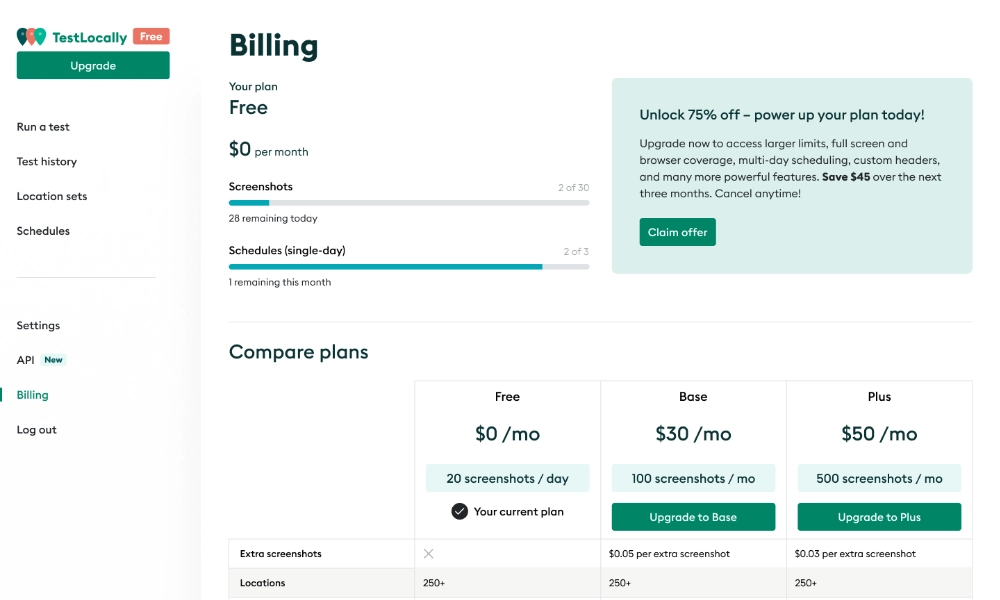 TestLocally Free
Upgrade
Run a test
Test history
Location sets
Schedules
Settings
API New
Billing
Log out
Billing
Your plan
Free
$0 per month
Screenshots 2 of 30
28 remaining today
Schedules (single-day) 2 of 3
1 remaining this month
Unlock 75% off – power up your plan today!
Upgrade now to access larger limits, full screen and
browser coverage, multi-day scheduling, custom headers,
and many more powerful features. Save $45 over the next
three months. Cancel anytime!
Claim offer
Compare plans
Free Base Plus
$0 /mo $30 /mo $50 /mo
20 screenshots / day 100 screenshots / mo 500 screenshots / mo
Your current plan Upgrade to Base Upgrade to Plus
Extra screenshots $0.05 per extra screenshot $0.03 per extra screenshot
Locations 250+ 250+ 250+